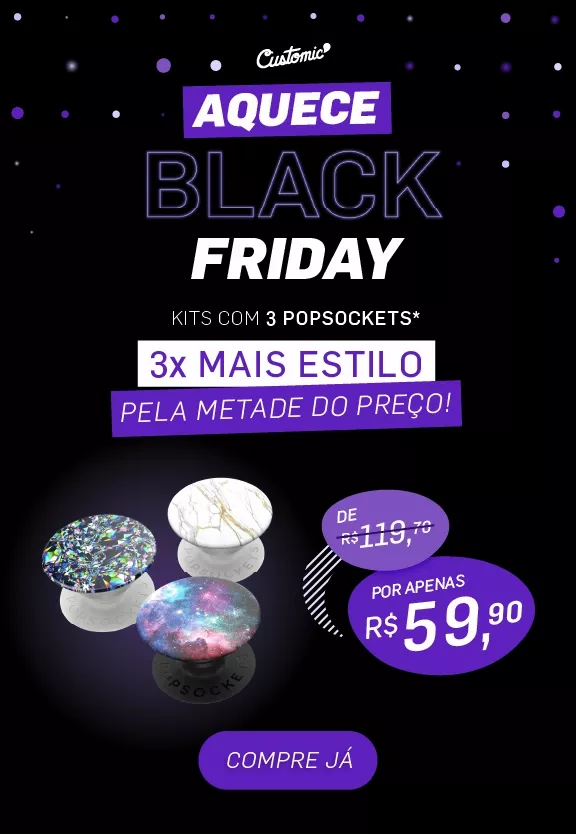 Customic
AQUECE
BLACK
FRIDAY
KITS COM 3 POPSOCKETS*
3x MAIS ESTILO
PELA METADE DO PREÇO!
DE
R$119,70
POR APENAS
R$59,90
COMPRE JÁ